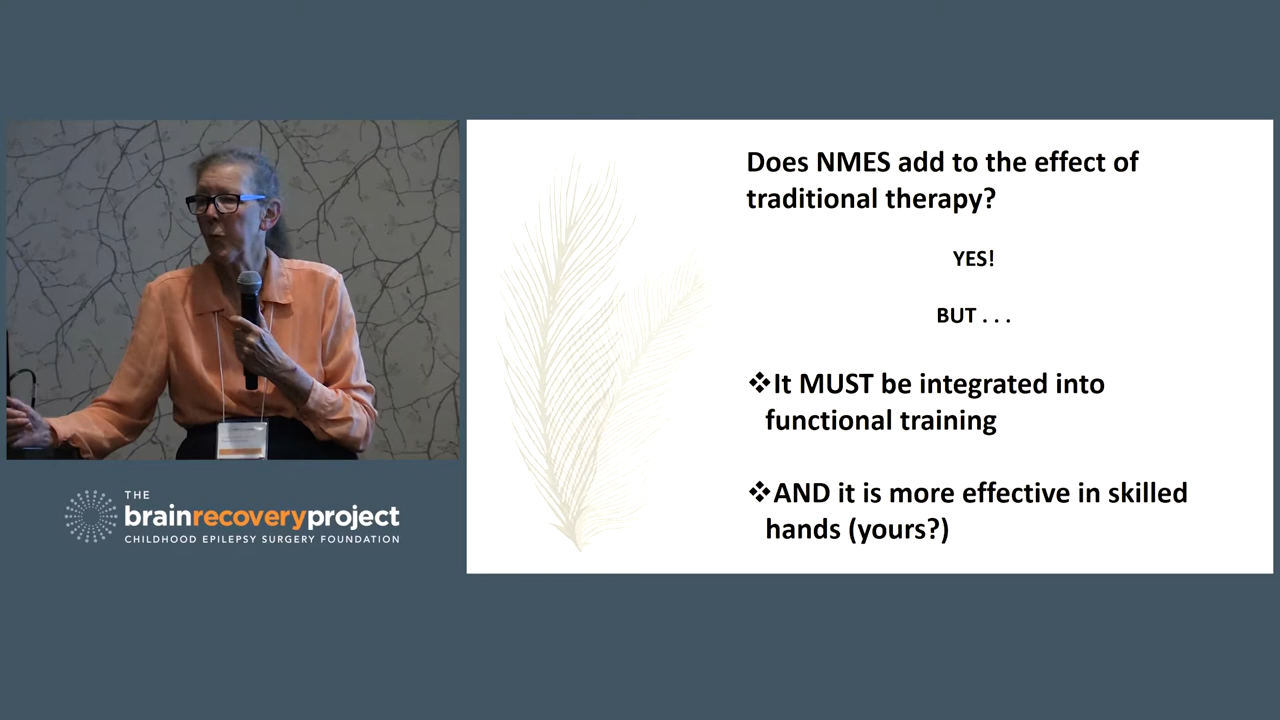 Does NMES add to the effect of
traditional therapy?
YES!
BUT . . .
❖It MUST be integrated into
functional training
❖AND it is more effective in skilled
hands (yours?)
THE
brainrecoveryproject
CHILDHOOD EPILEPSY SURGERY FOUNDATION